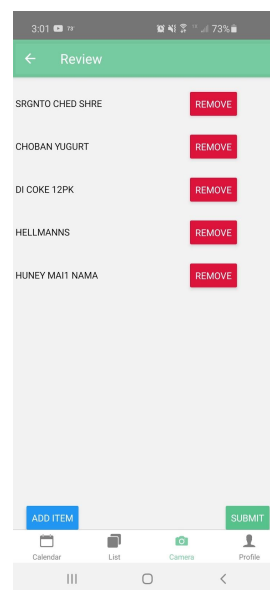 3:01 73° 73%
Review
SRGNTO CHED SHRE REMOVE
CHOBAN YUGURT REMOVE
DI COKE 12PK REMOVE
HELLMANNS REMOVE
HUNEY MAI1 NAMA REMOVE
ADD ITEM SUBMIT
Calendar List Camera Profile